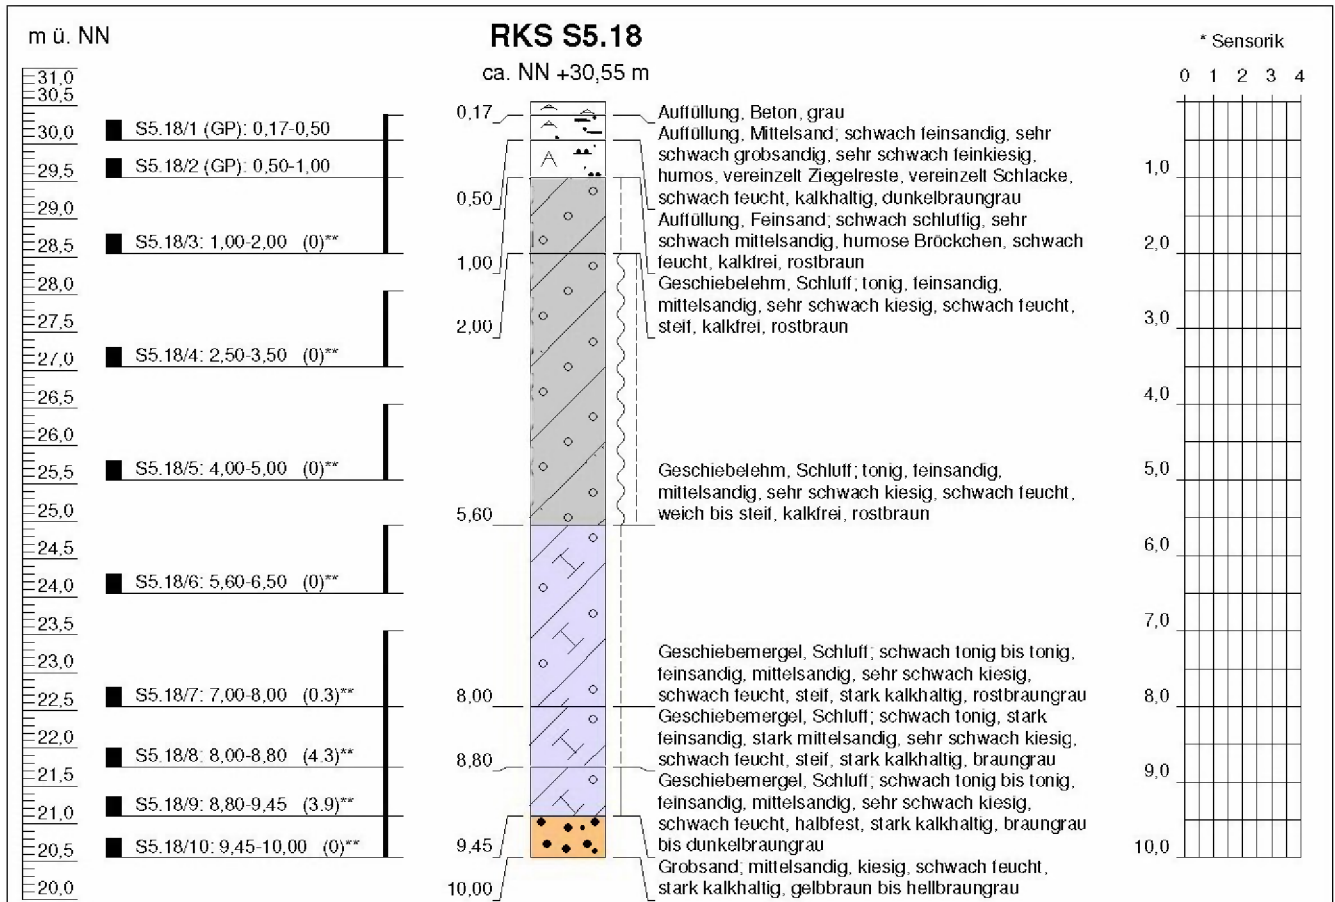 m ü. NN
RKS S5.18
ca. NN +30,55 m
* Sensorik
0 1 2 3 4
31,0
30,5
30,0
29,5
29,0
28,5
28,0
27,5
27,0
26,5
26,0
25,5
25,0
24,5
24,0
23,5
23,0
22,5
22,0
21,5
21,0
20,5
20,0
S5.18/1 (GP): 0,17-0,50
S5.18/2 (GP): 0,50-1,00
S5.18/3: 1,00-2,00 (0)**
S5.18/4: 2,50-3,50 (0)**
S5.18/5: 4,00-5,00 (0)**
S5.18/6: 5,60-6,50 (0)**
S5.18/7: 7,00-8,00 (0.3)**
S5.18/8: 8,00-8,80 (4.3)**
S5.18/9: 8,80-9,45 (3.9)**
S5.18/10: 9,45-10,00 (0)**
0,17
0,50
1,00
2,00
5,60
8,00
8,80
9,45
10,00
Auffüllung, Beton, grau
Auffüllung, Mittelsand; schwach feinsandig, sehr
schwach grobsandig, sehr schwach feinkiesig,
humos, vereinzelt Ziegelreste, vereinzelt Schlacke,
schwach feucht, kalkhaltig, dunkelbraungrau
Auffüllung, Feinsand; schwach schluffig, sehr
schwach mittelsandig, humose Bröckchen, schwach
feucht, kalkfrei, rostbraun
Geschiebelehm, Schluff; tonig, feinsandig,
mittelsandig, sehr schwach kiesig, schwach feucht,
steif, kalkfrei, rostbraun
Geschiebelehm, Schluff; tonig, feinsandig,
mittelsandig, sehr schwach kiesig, schwach feucht,
weich bis steif, kalkfrei, rostbraun
Geschiebemergel, Schluff; schwach tonig bis tonig,
feinsandig, mittelsandig, sehr schwach kiesig,
schwach feucht, steif, stark kalkhaltig, rostbraungrau
Geschiebemergel, Schluff; schwach tonig, stark
feinsandig, stark mittelsandig, sehr schwach kiesig,
schwach feucht, steif, stark kalkhaltig, braungrau
Geschiebemergel, Schluff; schwach tonig bis tonig,
feinsandig, mittelsandig, sehr schwach kiesig,
schwach feucht, halbfest, stark kalkhaltig, braungrau
bis dunkelbraungrau
Grobsand; mittelsandig, kiesig, schwach feucht,
stark kalkhaltig, gelbbraun bis hellbraungrau
1,0
2,0
3,0
4,0
5,0
6,0
7,0
8,0
9,0
10,0